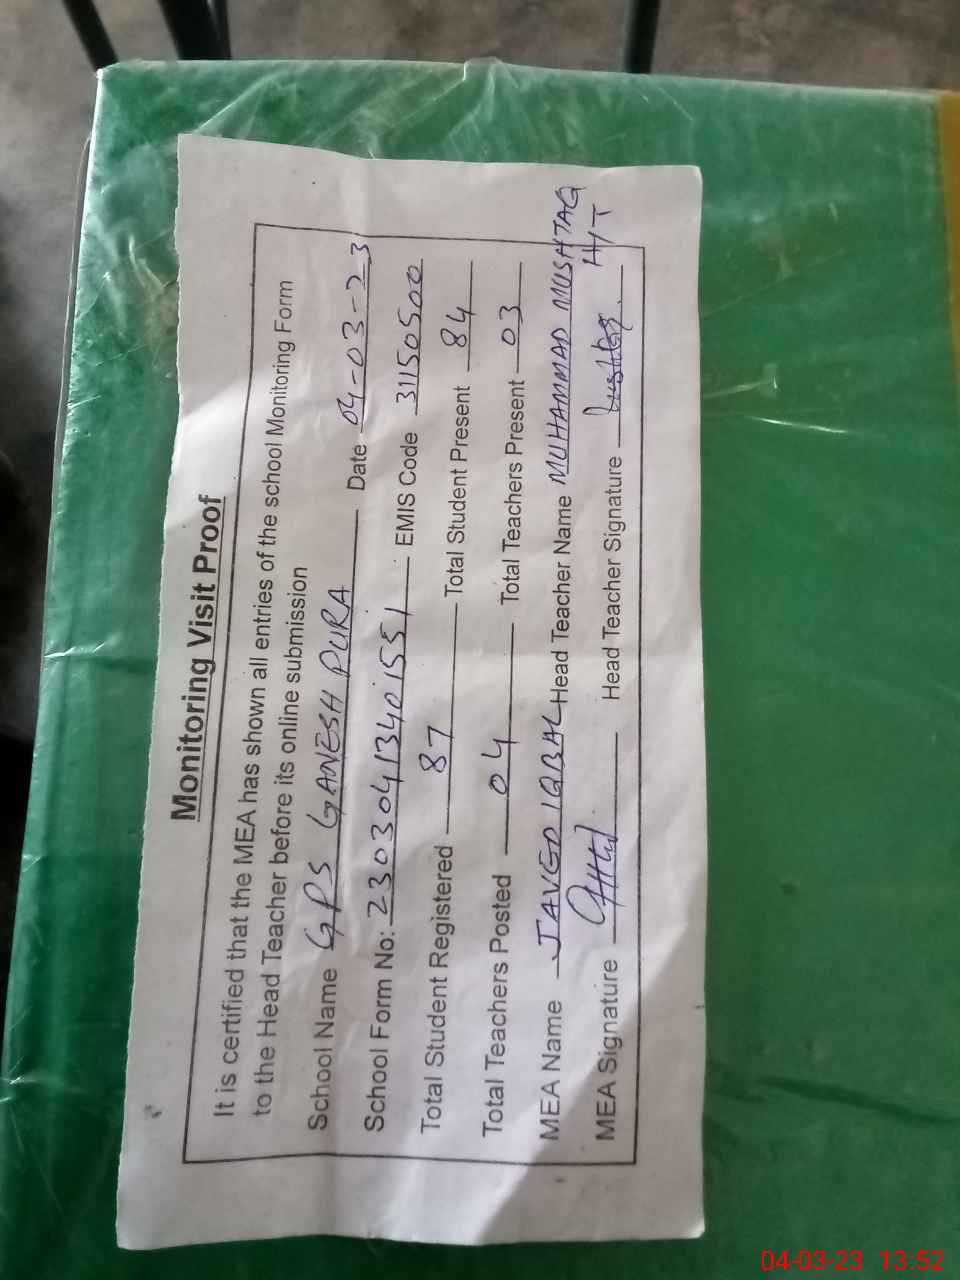 Monitoring Visit Proof
It is certified that the MEA has shown all entries of the school Monitoring Form
to the Head Teacher before its online submission
School Name GPS GANESH PURA Date 04-03-23
School Form No: 23030413401551 EMIS Code 31150500
Total Student Registered 87 Total Student Present 84
Total Teachers Posted 04 Total Teachers Present 03
MEA Name JAVED IQBAL Head Teacher Name MUHAMMAD MUSHTAQ
MEA Signature Head Teacher Signature H/T
04-03-23 13:52